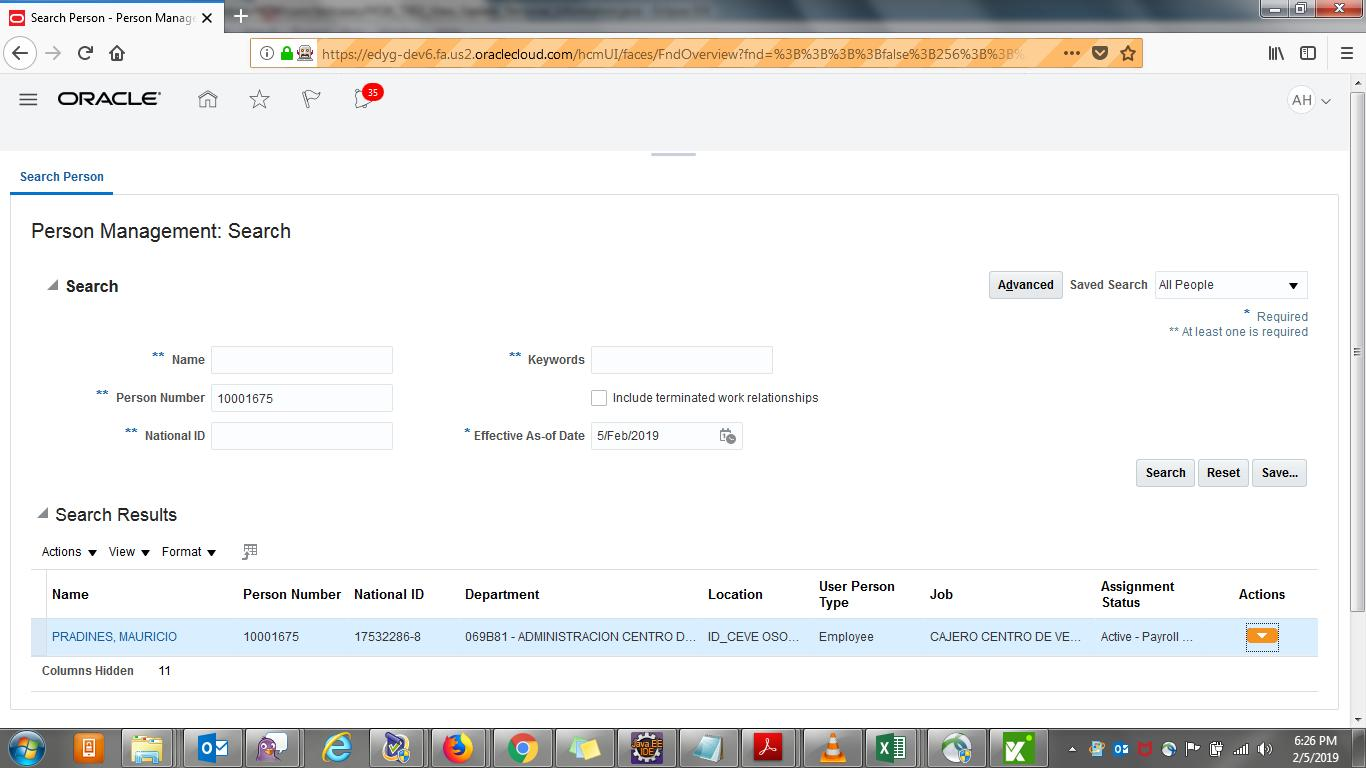 Search Person - Person Manage
https://edyg-dev6.fa.us2.oraclecloud.com/hcmUI/faces/FndOverview?fnd=%3B%3B%3B%3Bfalse%3B256%3B%3B%
ORACLE
35
AH
Search Person
Person Management: Search
Search
Advanced Saved Search All People
* Required
** At least one is required
** Name
** Keywords
** Person Number 10001675
Include terminated work relationships
** National ID
* Effective As-of Date 5/Feb/2019
Search Reset Save...
Search Results
Actions View Format
Name Person Number National ID Department Location User Person Type Job Assignment Status Actions
PRADINES, MAURICIO 10001675 17532286-8 069B81 - ADMINISTRACION CENTRO D... ID_CEVE OSO... Employee CAJERO CENTRO DE VE... Active - Payroll ...
Columns Hidden 11
Java EE
IDE
6:26 PM
2/5/2019